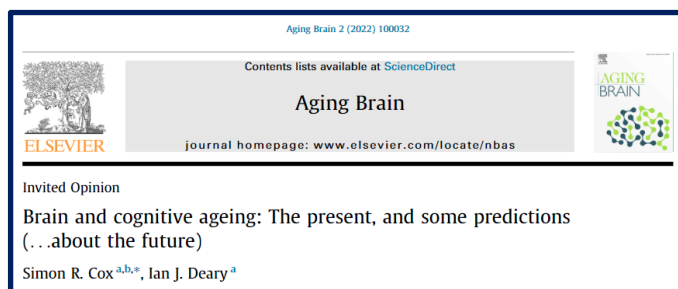 Aging Brain 2 (2022) 100032
Contents lists available at ScienceDirect
Aging Brain
journal homepage: www.elsevier.com/locate/nbas
ELSEVIER
AGING
BRAIN
Invited Opinion
Brain and cognitive ageing: The present, and some predictions
(...about the future)
Simon R. Cox a,b,*, Ian J. Deary a